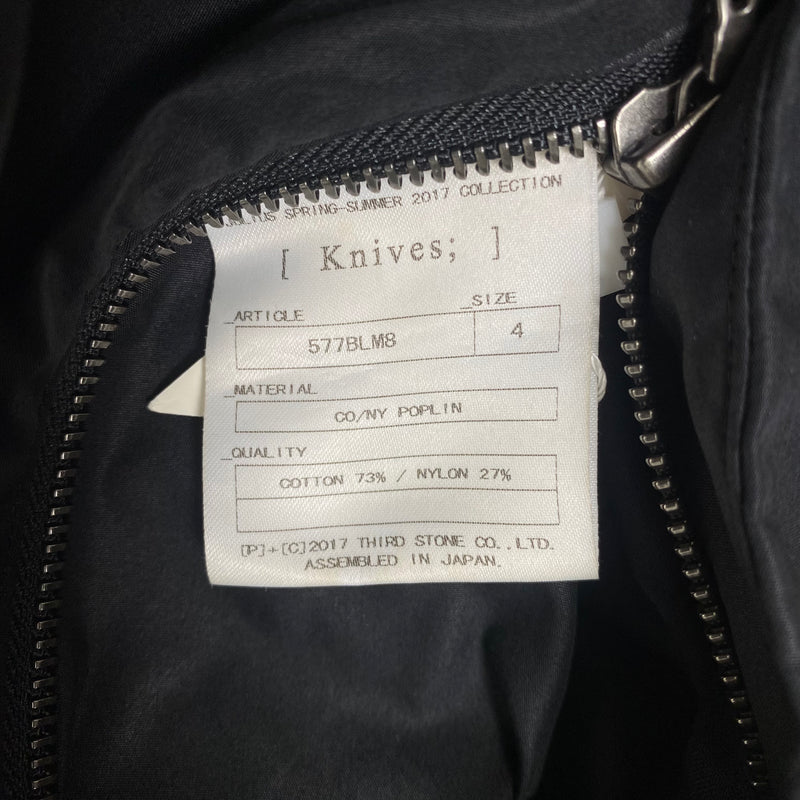 JULIUS SPRING-SUMMER 2017 COLLECTION
[ Knives; ]
_ARTICLE _SIZE
577BLM8 4
_MATERIAL
CO/NY POPLIN
_QUALITY
COTTON 73% / NYLON 27%
[P]+[C]2017 THIRD STONE CO.,LTD.
ASSEMBLED IN JAPAN.